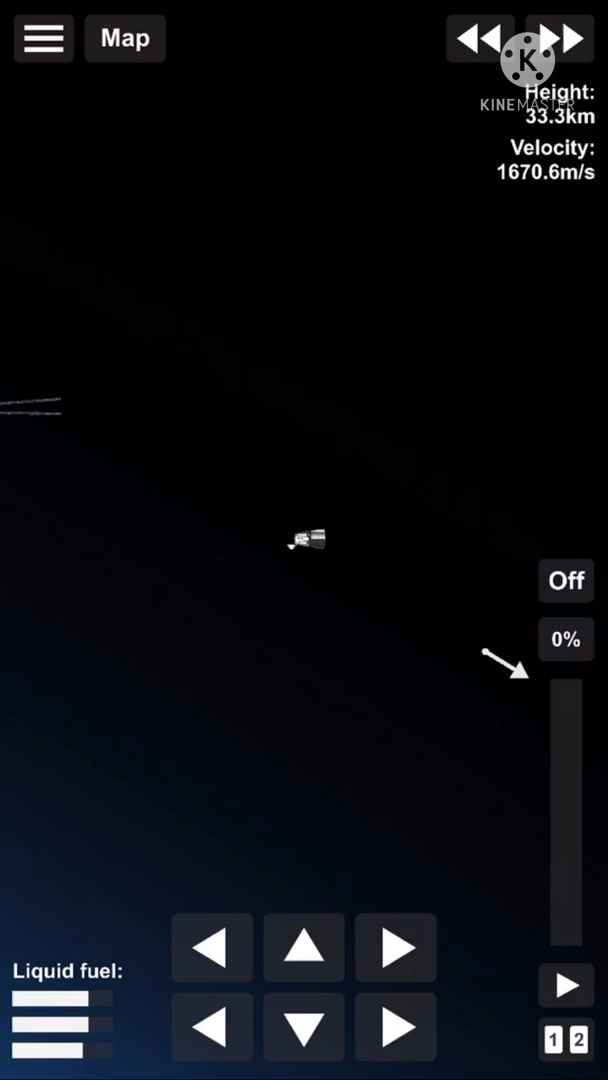 Map
K
KINEMASTER
Height:
33.3km
Velocity:
1670.6m/s
Off
0%
Liquid fuel:
1 2